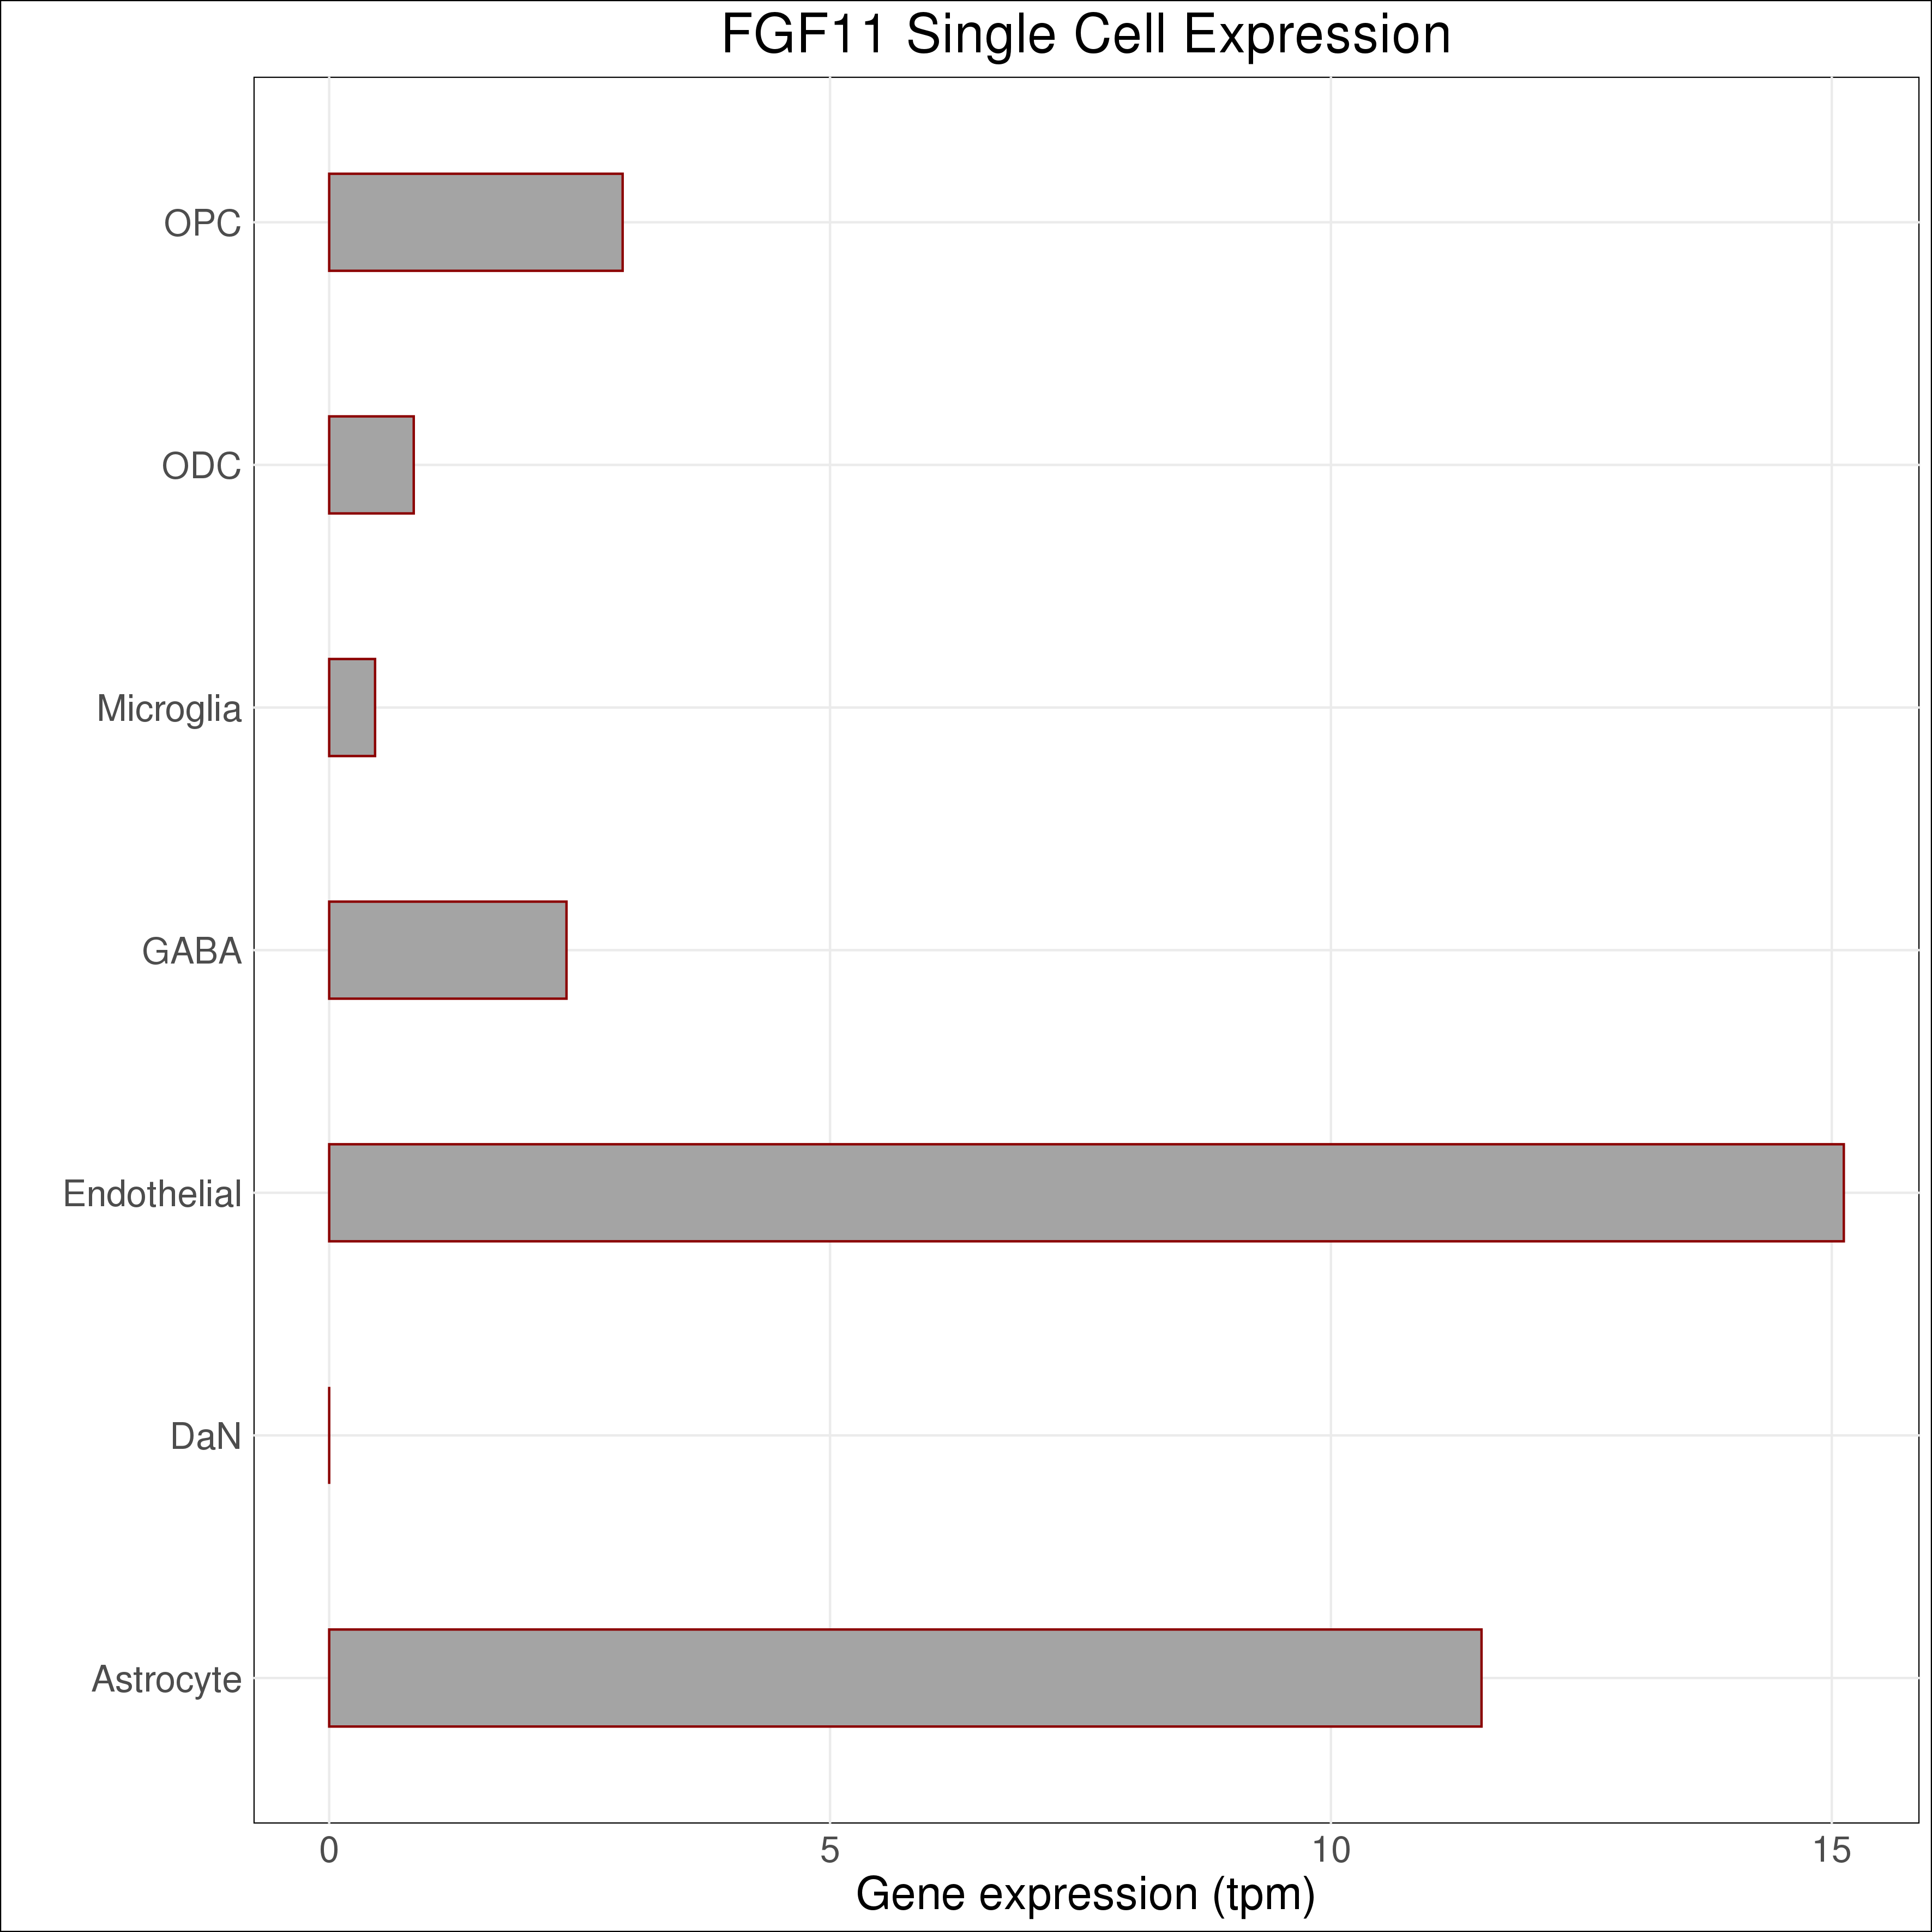 FGF11 Single Cell Expression
OPC
ODC
Microglia
GABA
Endothelial
DaN
Astrocyte
0 5 10 15
Gene expression (tpm)